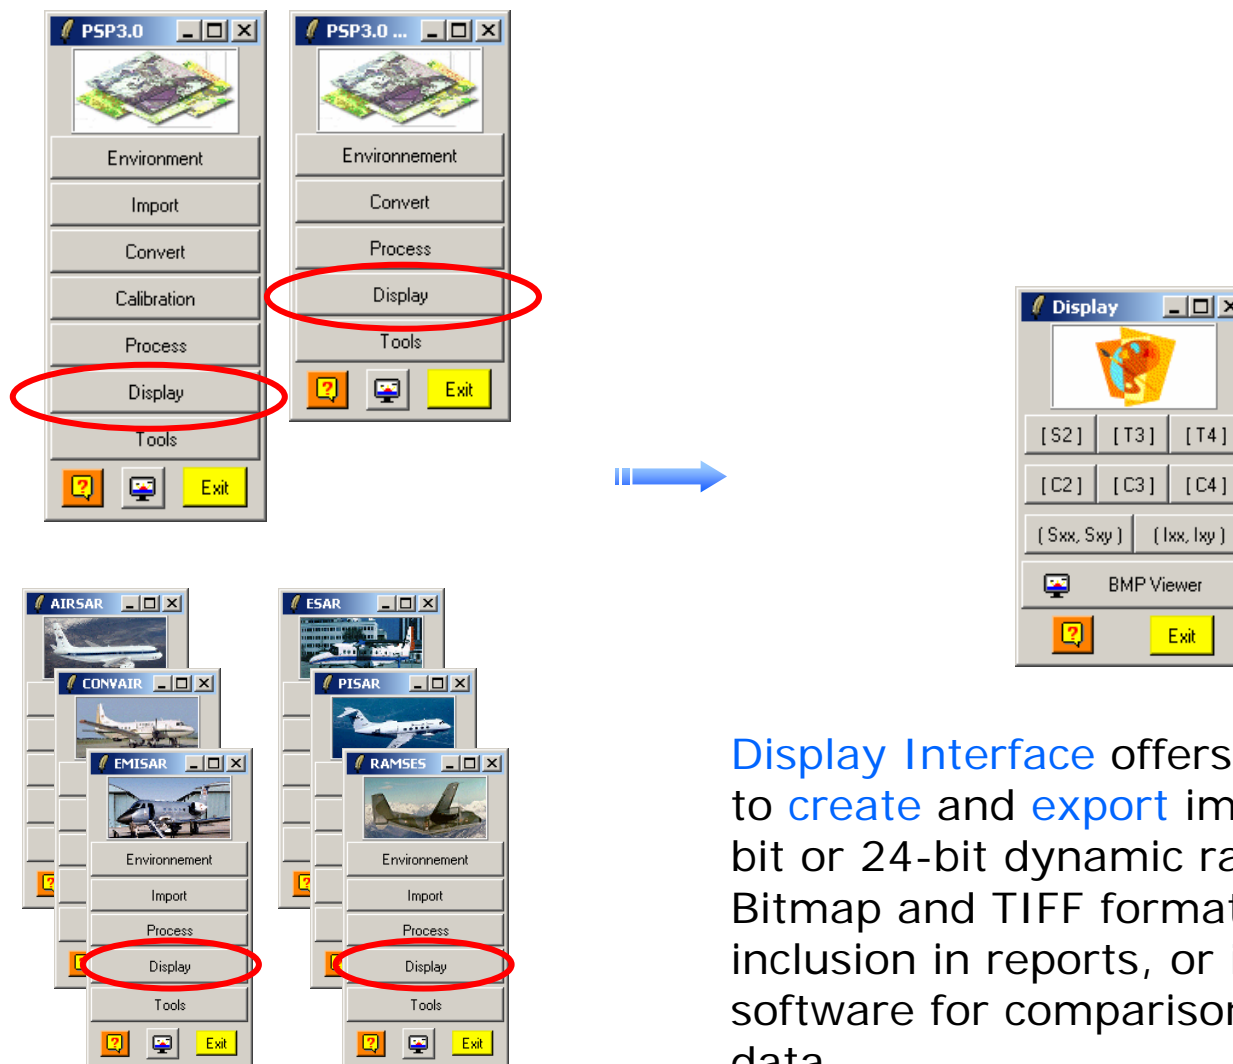 PSP3.0
Environment
Import
Convert
Calibration
Process
Display
Tools
Exit
PSP3.0 ...
Environnement
Convert
Process
Display
Tools
Exit
Display
[ S2 ]
[ T3 ]
[ T4 ]
[ C2 ]
[ C3 ]
[ C4 ]
( Sxx, Sxy )
( Ixx, Ixy )
BMP Viewer
Exit
AIRSAR
CONVAIR
EMISAR
Environnement
Import
Process
Display
Tools
Exit
ESAR
PISAR
RAMSES
Environnement
Import
Process
Display
Tools
Exit
Display Interface offers
to create and export im
bit or 24-bit dynamic ra
Bitmap and TIFF format
inclusion in reports, or i
software for comparison
data